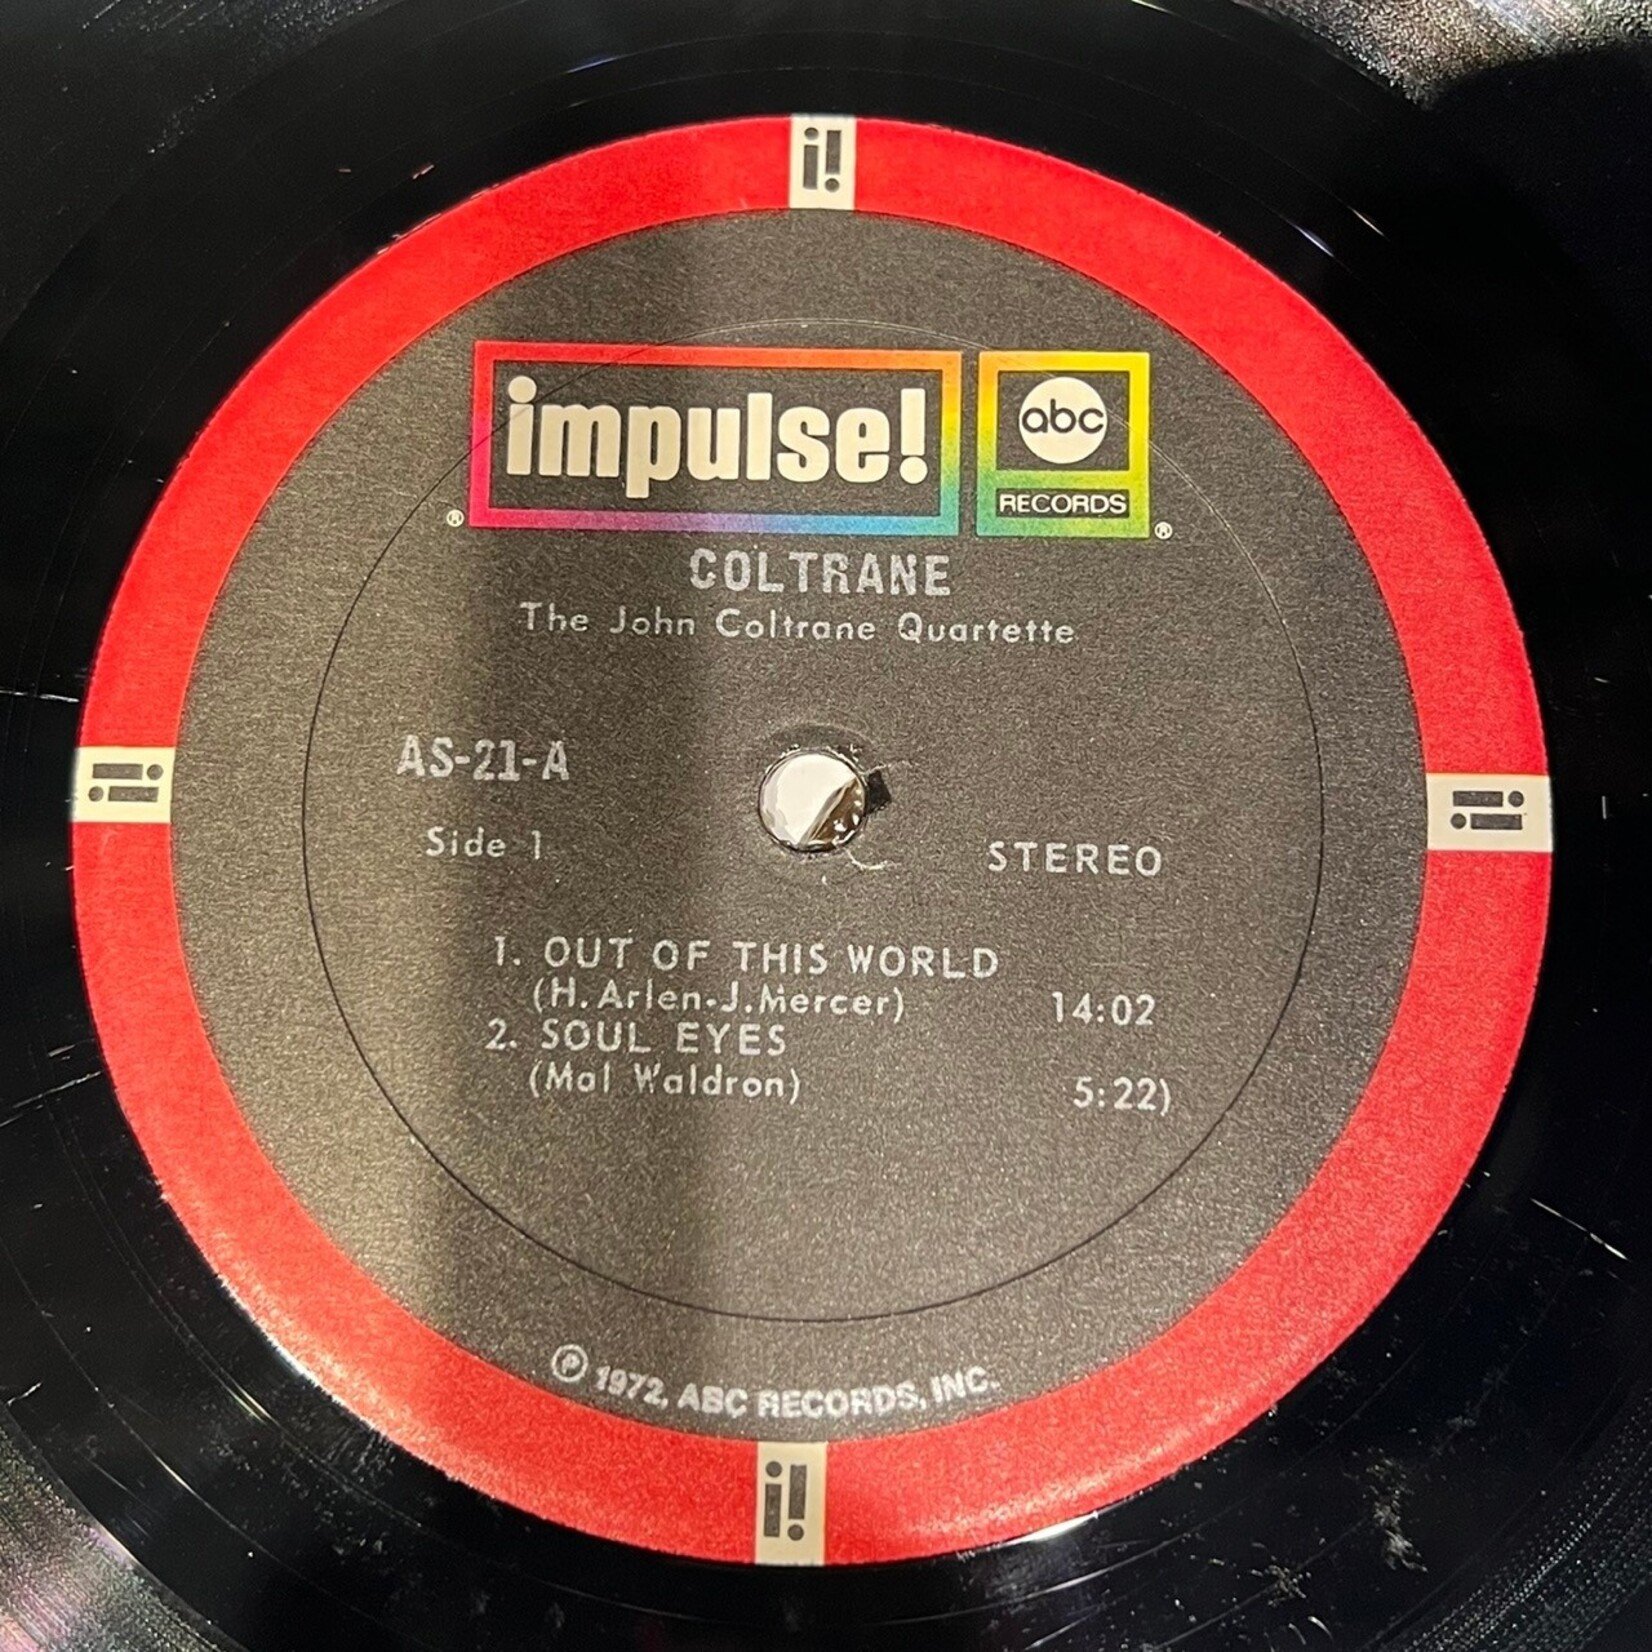 i!
impulse! abc
RECORDS
® ®
COLTRANE
The John Coltrane Quartette
AS-21-A
Side 1 STEREO
1. OUT OF THIS WORLD
(H. Arlen-J.Mercer) 14:02
2. SOUL EYES
(Mal Waldron) 5:22)
i! i!
℗ 1972, ABC RECORDS, INC.
i!